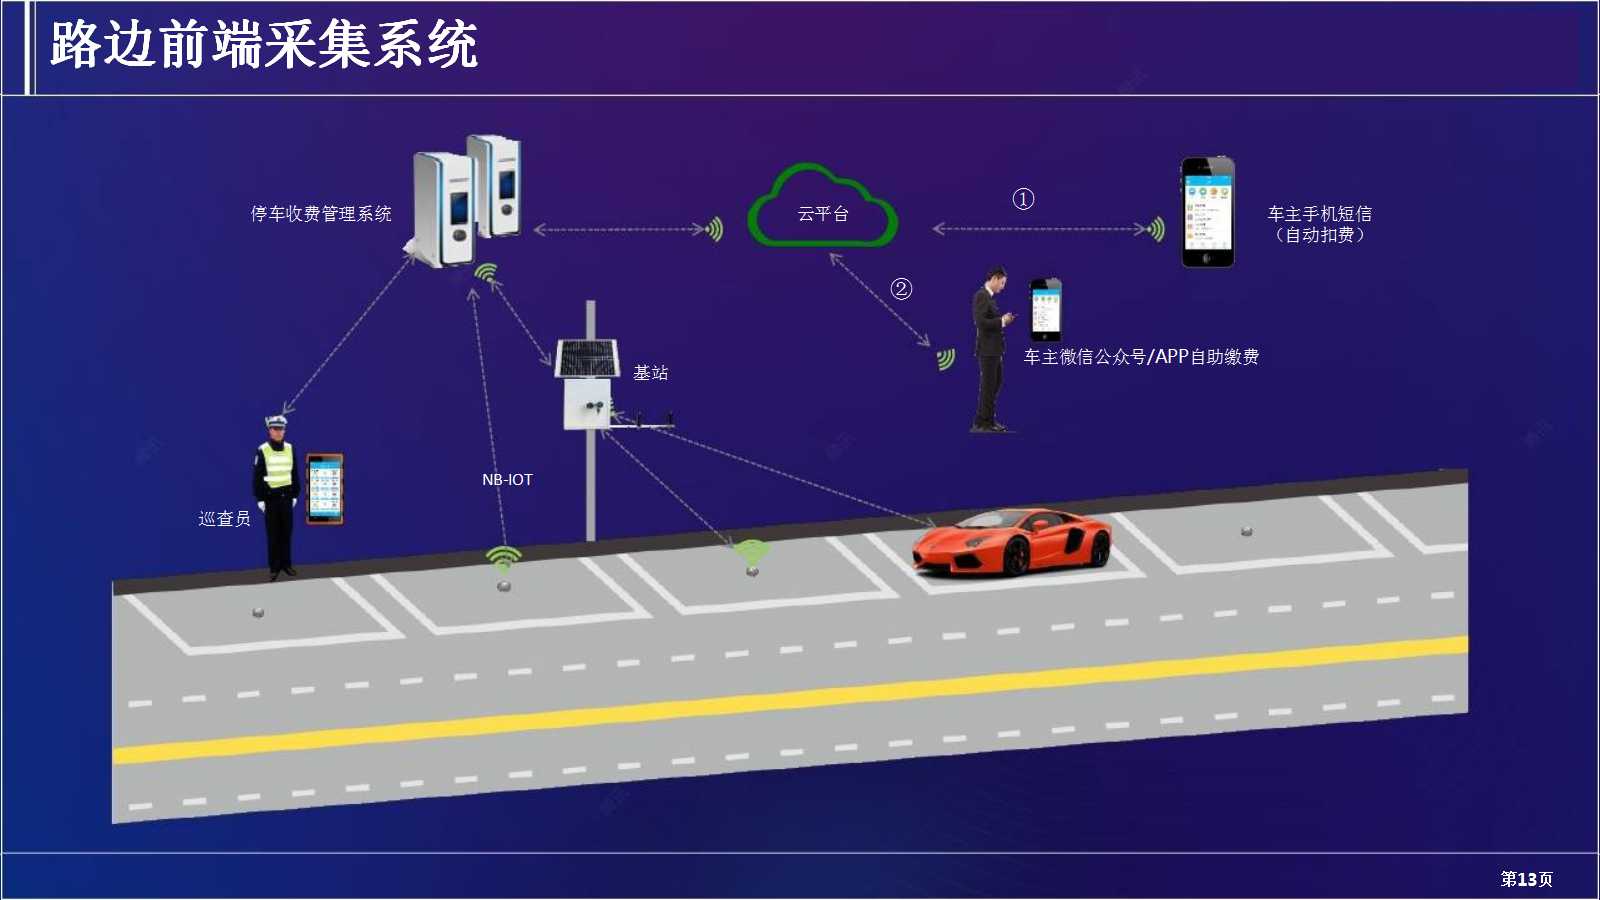 路边前端采集系统
停车收费管理系统
云平台
①
车主手机短信
（自动扣费）
②
车主微信公众号/APP自助缴费
基站
NB-IOT
巡查员
第13页